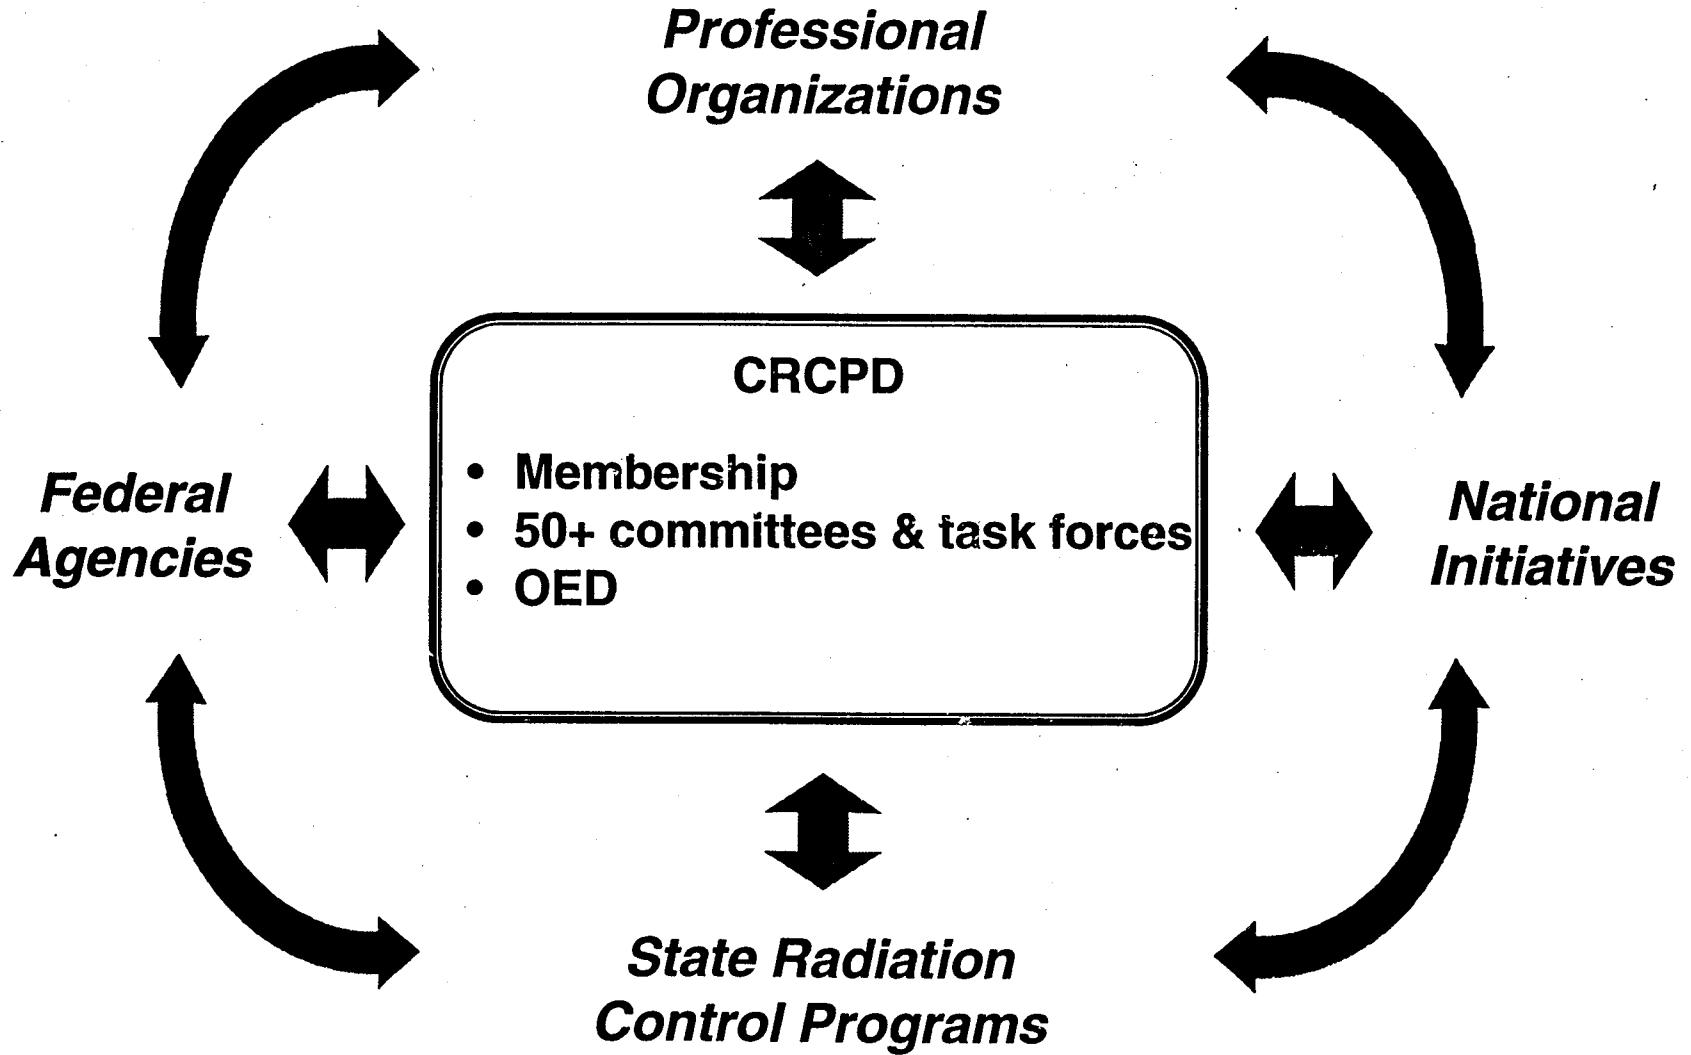 Professional
Organizations
CRCPD
• Membership
• 50+ committees & task forces
• OED
Federal
Agencies
National
Initiatives
State Radiation
Control Programs